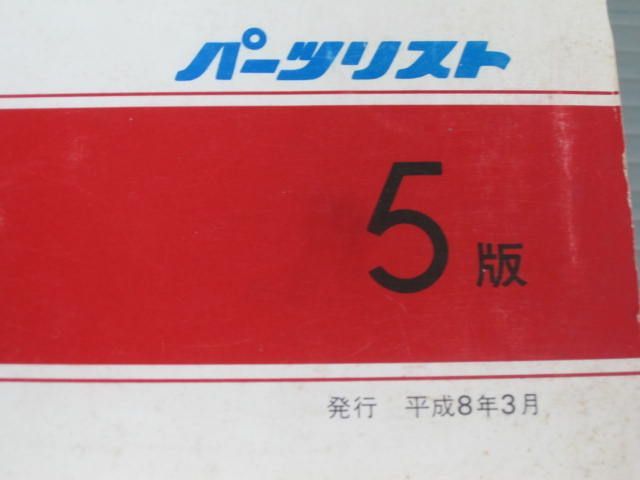 パーツリスト
5版
発行 平成8年3月